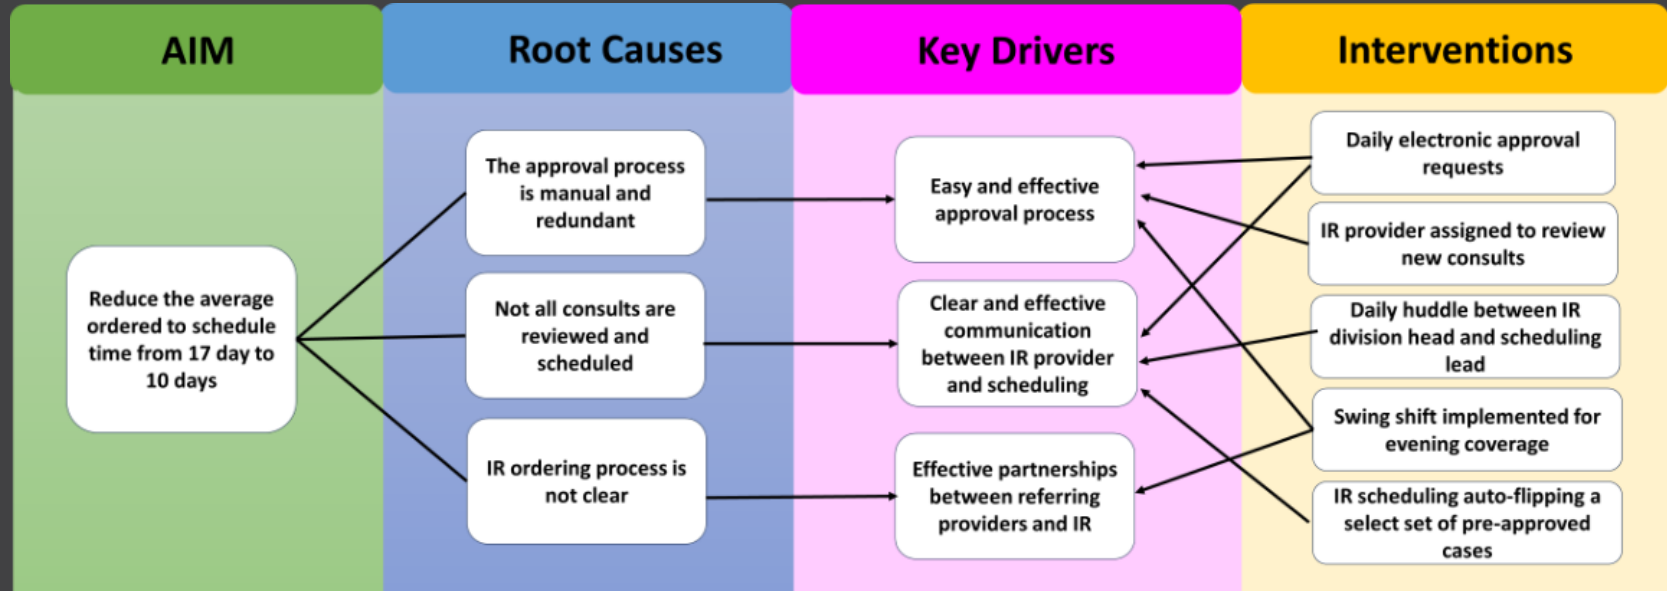 AIM
Root Causes
Key Drivers
Interventions
Reduce the average
ordered to schedule
time from 17 day to
10 days
The approval process
is manual and
redundant
Not all consults are
reviewed and
scheduled
IR ordering process is
not clear
Easy and effective
approval process
Clear and effective
communication
between IR provider
and scheduling
Effective partnerships
between referring
providers and IR
Daily electronic approval
requests
IR provider assigned to review
new consults
Daily huddle between IR
division head and scheduling
lead
Swing shift implemented for
evening coverage
IR scheduling auto-flipping a
select set of pre-approved
cases